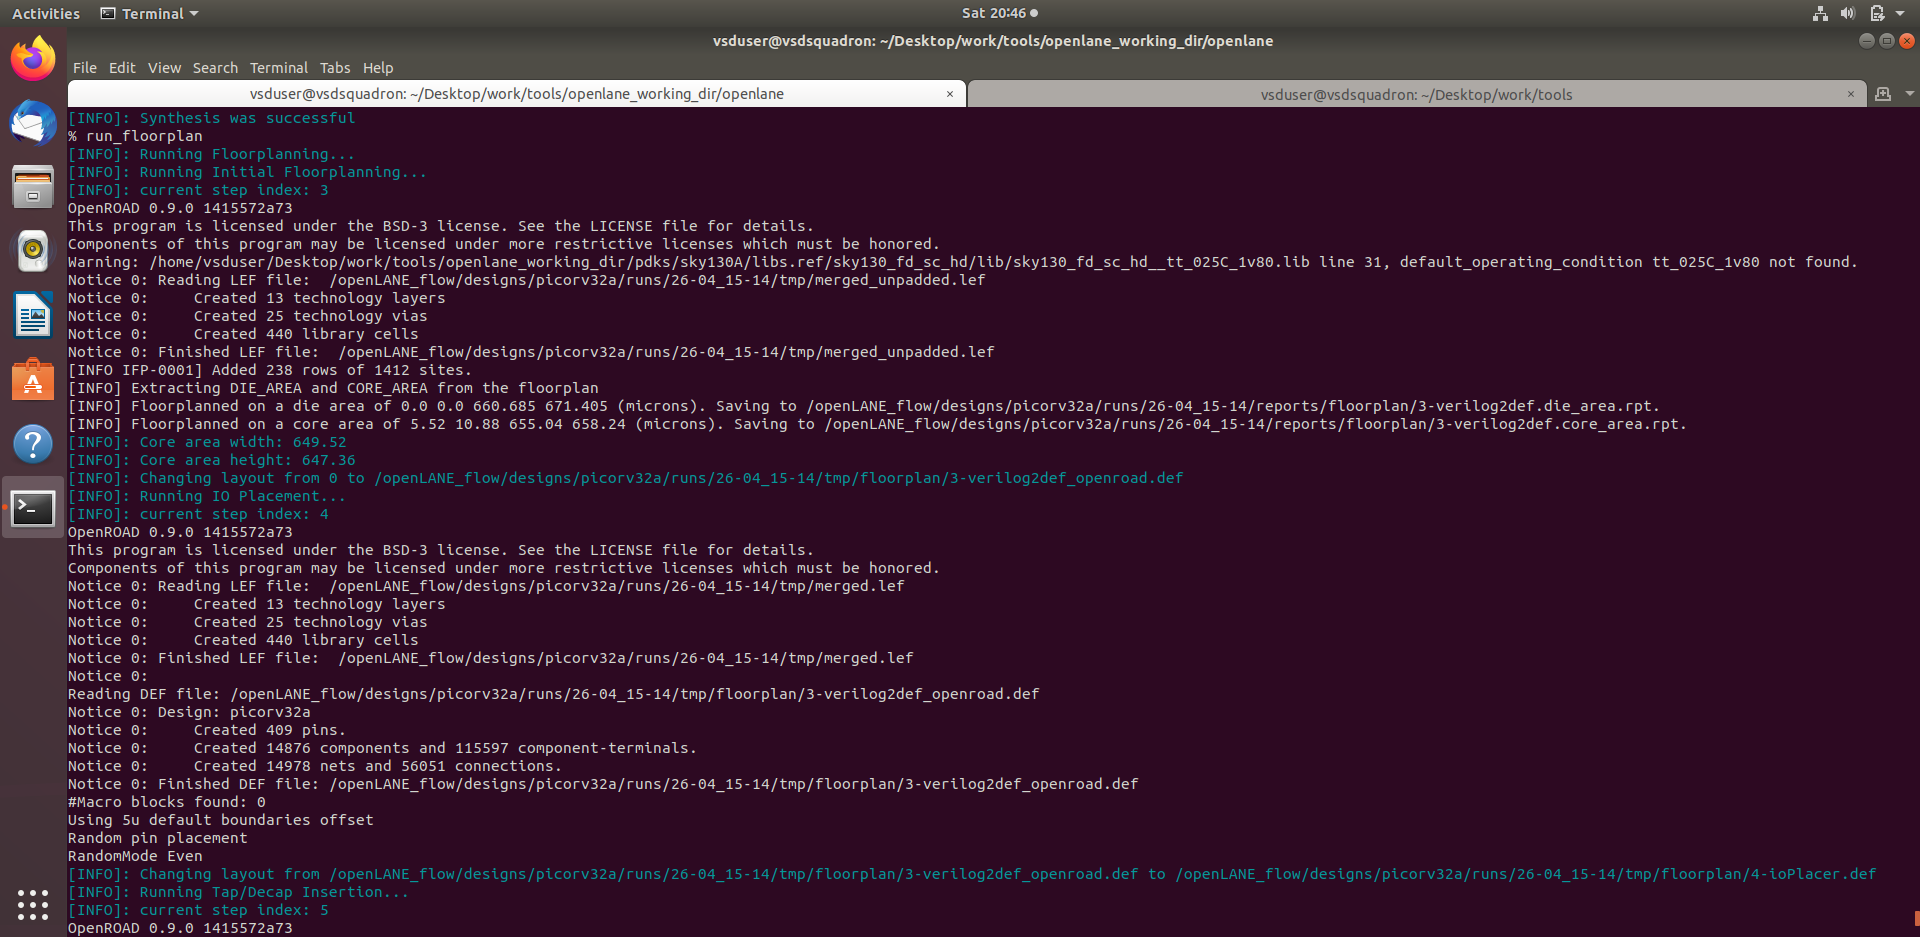 Activities
Terminal
Sat 20:46
vsduser@vsdsquadron: ~/Desktop/work/tools/openlane_working_dir/openlane
File Edit View Search Terminal Tabs Help
vsduser@vsdsquadron: ~/Desktop/work/tools/openlane_working_dir/openlane ×
vsduser@vsdsquadron: ~/Desktop/work/tools ×
[INFO]: Synthesis was successful
% run_floorplan
[INFO]: Running Floorplanning...
[INFO]: Running Initial Floorplanning...
[INFO]: current step index: 3
OpenROAD 0.9.0 1415572a73
This program is licensed under the BSD-3 license. See the LICENSE file for details.
Components of this program may be licensed under more restrictive licenses which must be honored.
Warning: /home/vsduser/Desktop/work/tools/openlane_working_dir/pdks/sky130A/libs.ref/sky130_fd_sc_hd/lib/sky130_fd_sc_hd__tt_025C_1v80.lib line 31, default_operating_condition tt_025C_1v80 not found.
Notice 0: Reading LEF file:  /openLANE_flow/designs/picorv32a/runs/26-04_15-14/tmp/merged_unpadded.lef
Notice 0:     Created 13 technology layers
Notice 0:     Created 25 technology vias
Notice 0:     Created 440 library cells
Notice 0: Finished LEF file:  /openLANE_flow/designs/picorv32a/runs/26-04_15-14/tmp/merged_unpadded.lef
[INFO IFP-0001] Added 238 rows of 1412 sites.
[INFO] Extracting DIE_AREA and CORE_AREA from the floorplan
[INFO] Floorplanned on a die area of 0.0 0.0 660.685 671.405 (microns). Saving to /openLANE_flow/designs/picorv32a/runs/26-04_15-14/reports/floorplan/3-verilog2def.die_area.rpt.
[INFO] Floorplanned on a core area of 5.52 10.88 655.04 658.24 (microns). Saving to /openLANE_flow/designs/picorv32a/runs/26-04_15-14/reports/floorplan/3-verilog2def.core_area.rpt.
[INFO]: Core area width: 649.52
[INFO]: Core area height: 647.36
[INFO]: Changing layout from 0 to /openLANE_flow/designs/picorv32a/runs/26-04_15-14/tmp/floorplan/3-verilog2def_openroad.def
[INFO]: Running IO Placement...
[INFO]: current step index: 4
OpenROAD 0.9.0 1415572a73
This program is licensed under the BSD-3 license. See the LICENSE file for details.
Components of this program may be licensed under more restrictive licenses which must be honored.
Notice 0: Reading LEF file:  /openLANE_flow/designs/picorv32a/runs/26-04_15-14/tmp/merged.lef
Notice 0:     Created 13 technology layers
Notice 0:     Created 25 technology vias
Notice 0:     Created 440 library cells
Notice 0: Finished LEF file:  /openLANE_flow/designs/picorv32a/runs/26-04_15-14/tmp/merged.lef
Notice 0:
Reading DEF file: /openLANE_flow/designs/picorv32a/runs/26-04_15-14/tmp/floorplan/3-verilog2def_openroad.def
Notice 0: Design: picorv32a
Notice 0:     Created 409 pins.
Notice 0:     Created 14876 components and 115597 component-terminals.
Notice 0:     Created 14978 nets and 56051 connections.
Notice 0: Finished DEF file: /openLANE_flow/designs/picorv32a/runs/26-04_15-14/tmp/floorplan/3-verilog2def_openroad.def
#Macro blocks found: 0
Using 5u default boundaries offset
Random pin placement
RandomMode Even
[INFO]: Changing layout from /openLANE_flow/designs/picorv32a/runs/26-04_15-14/tmp/floorplan/3-verilog2def_openroad.def to /openLANE_flow/designs/picorv32a/runs/26-04_15-14/tmp/floorplan/4-ioPlacer.def
[INFO]: Running Tap/Decap Insertion...
[INFO]: current step index: 5
OpenROAD 0.9.0 1415572a73